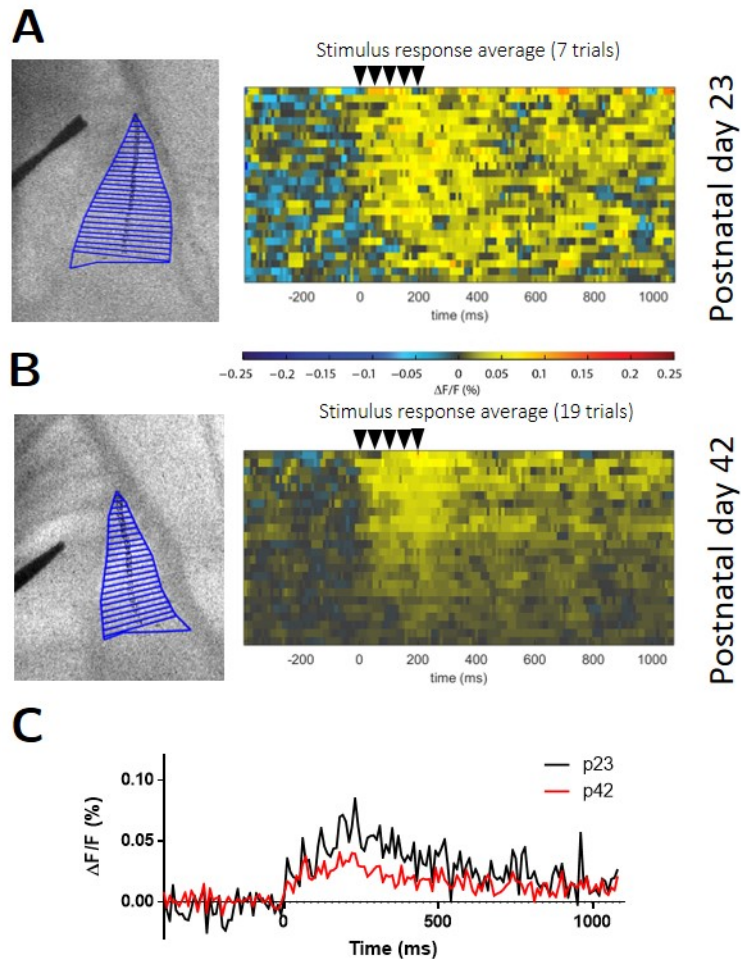 A
Stimulus response average (7 trials)
Postnatal day 23
-200 0 200 400 600 800 1000
time (ms)
−0.25 −0.2 −0.15 −0.1 −0.05 0 0.05 0.1 0.15 0.2 0.25
ΔF/F (%)
B
Stimulus response average (19 trials)
Postnatal day 42
-200 0 200 400 600 800 1000
time (ms)
C
p23
p42
0.10
0.05
0.00
ΔF/F (%)
0 500 1000
Time (ms)